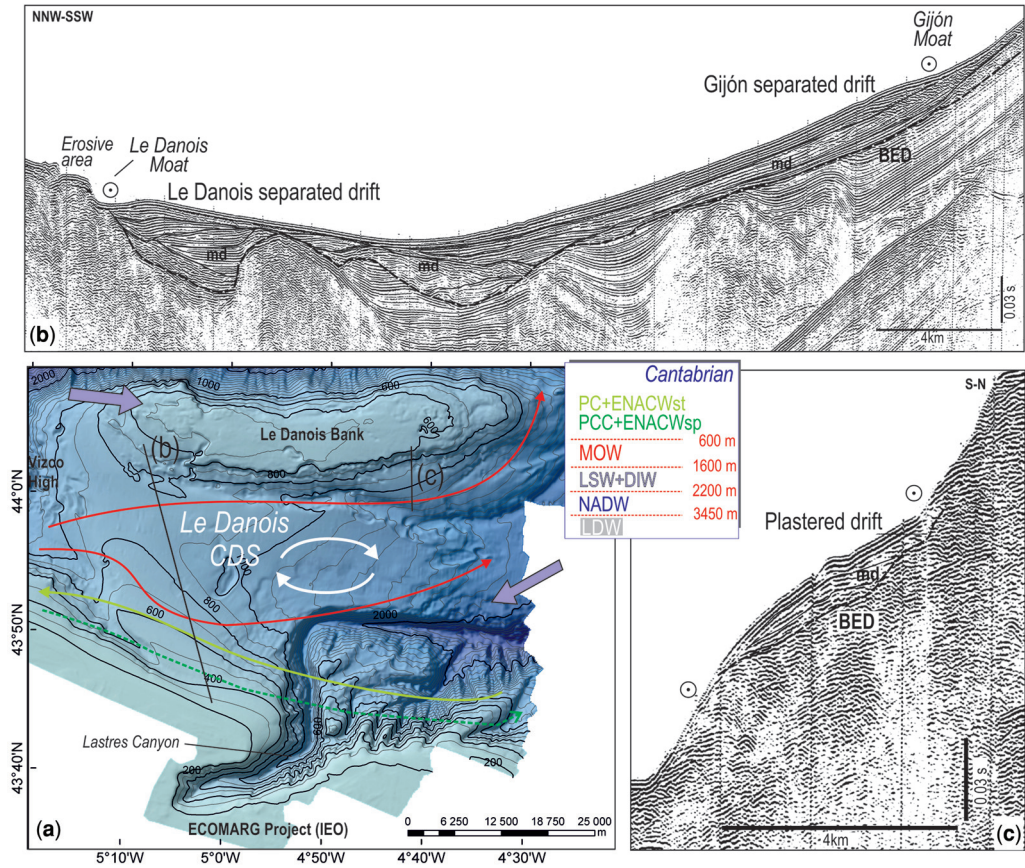 NNW-SSW
Gijón
Moat
Gijón separated drift
Erosive
area
Le Danois
Moat
Le Danois separated drift
md
BED
md
md
0.03 s
4km
(b)
2000
1000
600
Cantabrian
PC+ENACWst
PCC+ENACWsp
600 m
MOW
1600 m
LSW+DIW
2200 m
NADW
3450 m
LDW
Le Danois Bank
600
(b)
800
(c)
Vizco
High
44°0'N
Le Danois
CDS
600
800
2000
43°50'N
400
Lastres Canyon
600
200
200
43°40'N
ECOMARG Project (IEO)
0 6 250 12 500 18 750 25 000
m
(a)
5°10'W 5°0'W 4°50'W 4°40'W 4°30'W
S-N
Plastered drift
md
BED
0.03 s
4km
(c)